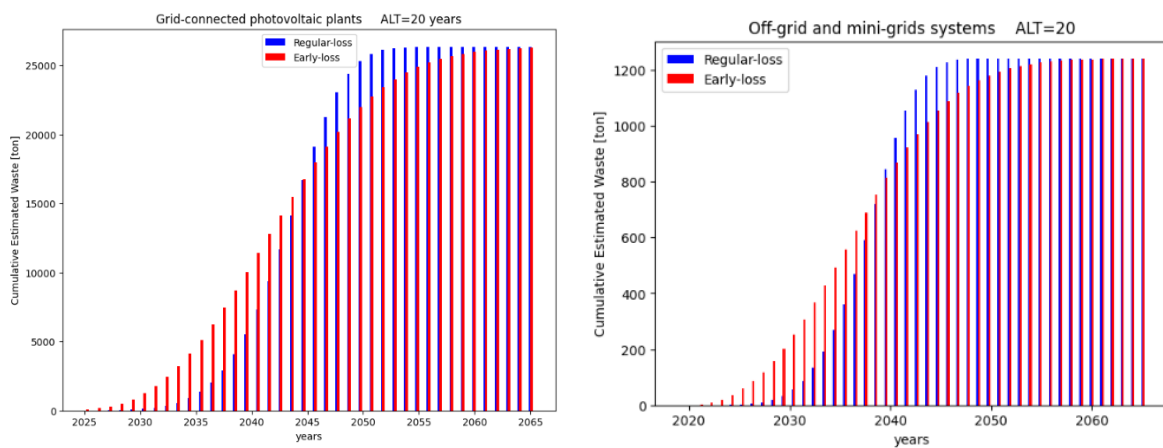 Grid-connected photovoltaic plants ALT=20 years
Regular-loss
Early-loss
Cumulative Estimated Waste [ton]
25000
20000
15000
10000
5000
0
2025 2030 2035 2040 2045 2050 2055 2060 2065
years
Off-grid and mini-grids systems ALT=20
Regular-loss
Early-loss
Cumulative Estimated Waste [ton]
1200
1000
800
600
400
200
0
2020 2030 2040 2050 2060
years